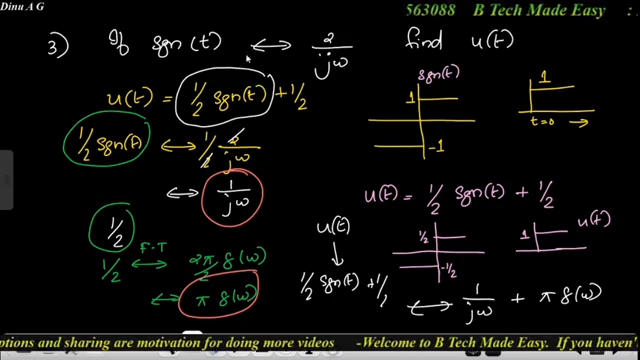 Dinu A G
563088 B Tech Made Easy
3) If sgn(t) ⟷ 2/jω find u(t)
u(t) = 1/2 sgn(t) + 1/2
1/2 sgn(t) ⟷ 1/2 2/jω
⟷ 1/jω
1/2
1/2 F.T ⟷ 2π/2 δ(ω)
⟷ π δ(ω)
sgn(t)
1
-1
1
t=0 →
u(t) = 1/2 sgn(t) + 1/2
u(t)
↓
1/2
-1/2
1
u(t)
1/2 sgn(t) + 1/2 ⟷ 1/jω + π δ(ω)
ptions and sharing are motivation for doing more videos -Welcome to B Tech Made Easy. If you haven'